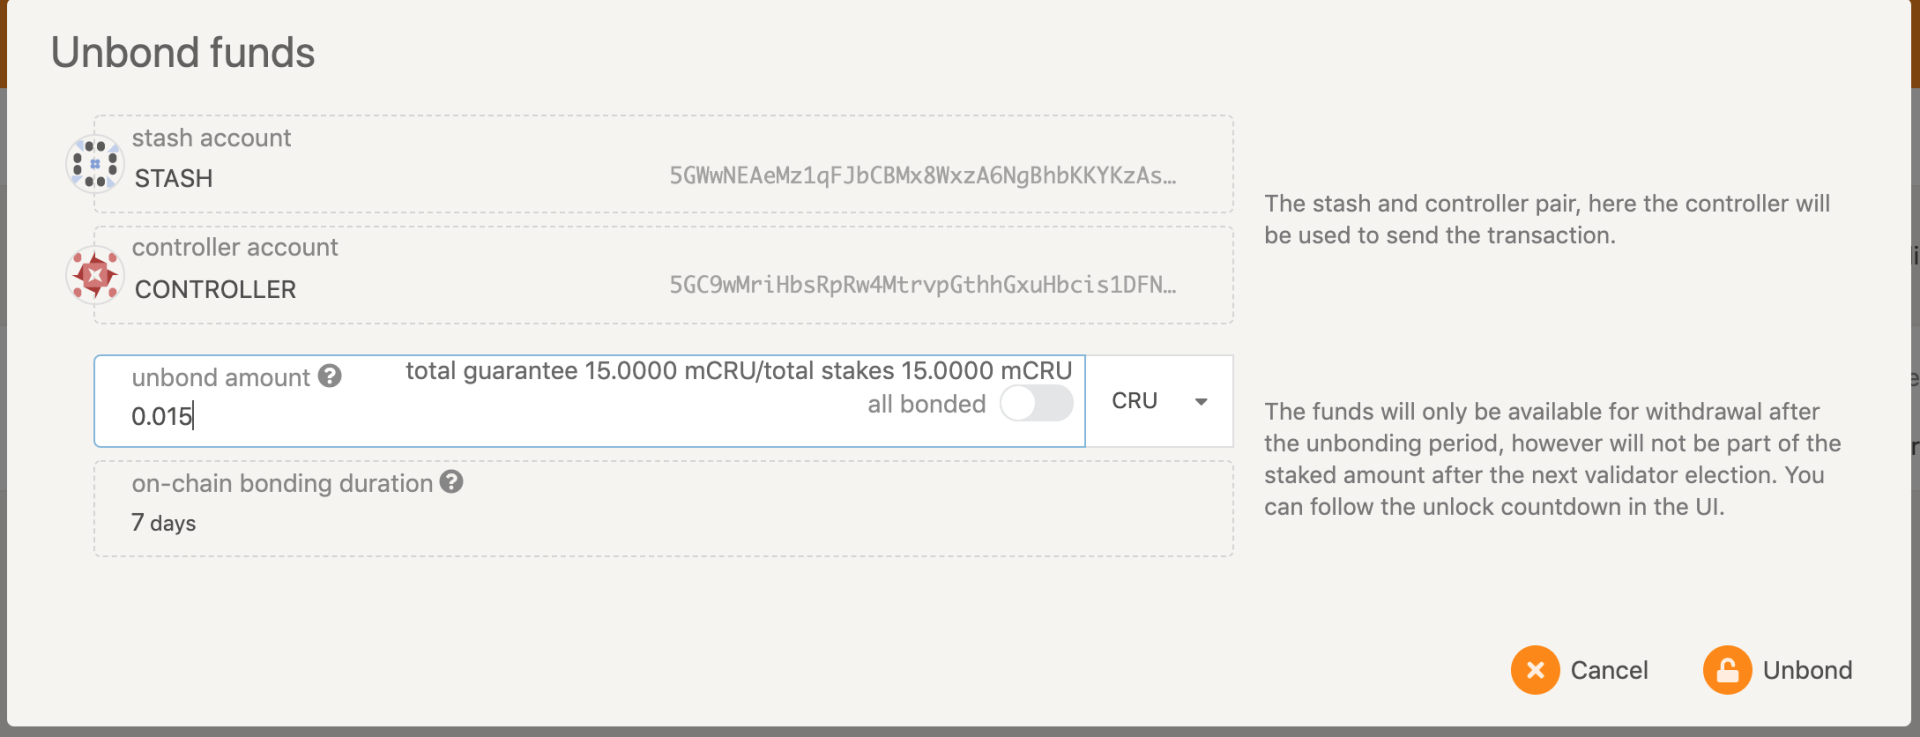 Unbond funds
stash account
STASH
5GWwNEAeMz1qFJbCBMx8WxzA6NgBhbKKYKzAs…
controller account
CONTROLLER
5GC9wMriHbsRpRw4MtrvpGthhGxuHbcis1DFN…
The stash and controller pair, here the controller will
be used to send the transaction.
unbond amount
total guarantee 15.0000 mCRU/total stakes 15.0000 mCRU
all bonded
0.015
CRU
on-chain bonding duration
7 days
The funds will only be available for withdrawal after
the unbonding period, however will not be part of the
staked amount after the next validator election. You
can follow the unlock countdown in the UI.
Cancel
Unbond